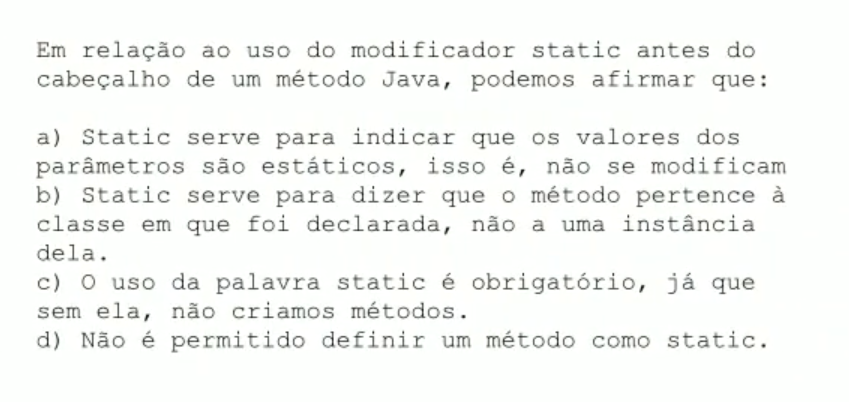 Em relação ao uso do modificador static antes do
cabeçalho de um método Java, podemos afirmar que:
a) Static serve para indicar que os valores dos
parâmetros são estáticos, isso é, não se modificam
b) Static serve para dizer que o método pertence à
classe em que foi declarada, não a uma instância
dela.
c) O uso da palavra static é obrigatório, já que
sem ela, não criamos métodos.
d) Não é permitido definir um método como static.